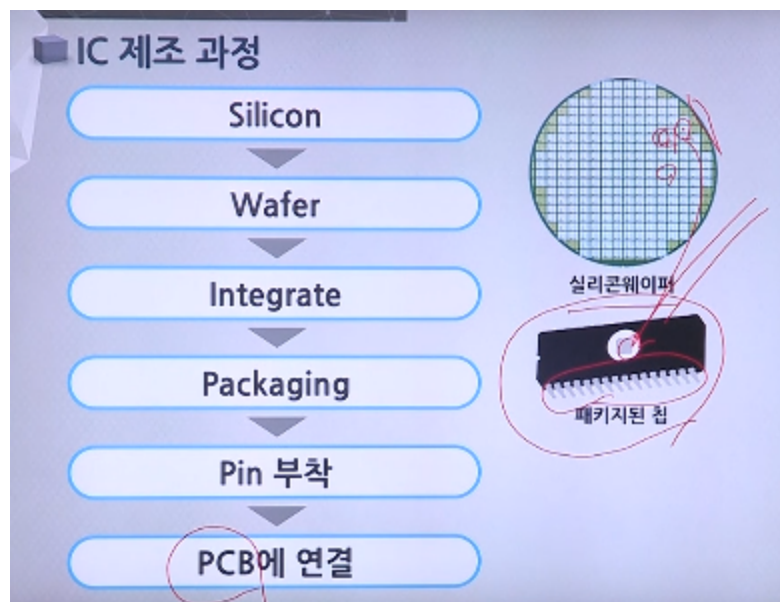 IC 제조 과정
Silicon
Wafer
Integrate
Packaging
Pin 부착
PCB에 연결
실리콘웨이퍼
패키지된 칩